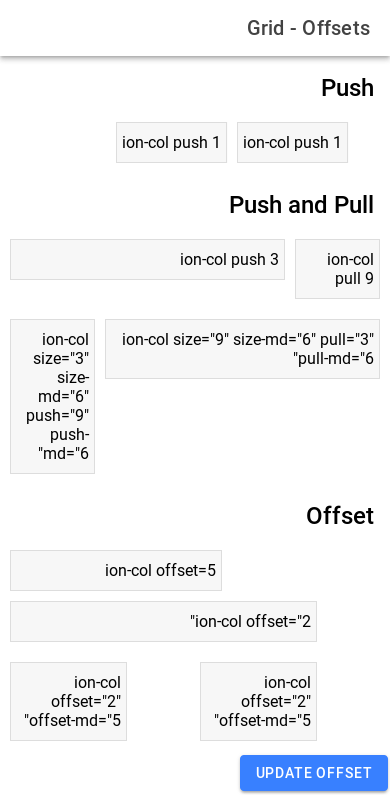 Grid - Offsets
Push
ion-col push 1
ion-col push 1
Push and Pull
ion-col push 3
ion-col
pull 9
ion-col
size="3"
size-
md="6"
push="9"
push-
"md="6
ion-col size="9" size-md="6" pull="3"
"pull-md="6
Offset
ion-col offset=5
"ion-col offset="2
ion-col
offset="2"
"offset-md="5
ion-col
offset="2"
"offset-md="5
UPDATE OFFSET